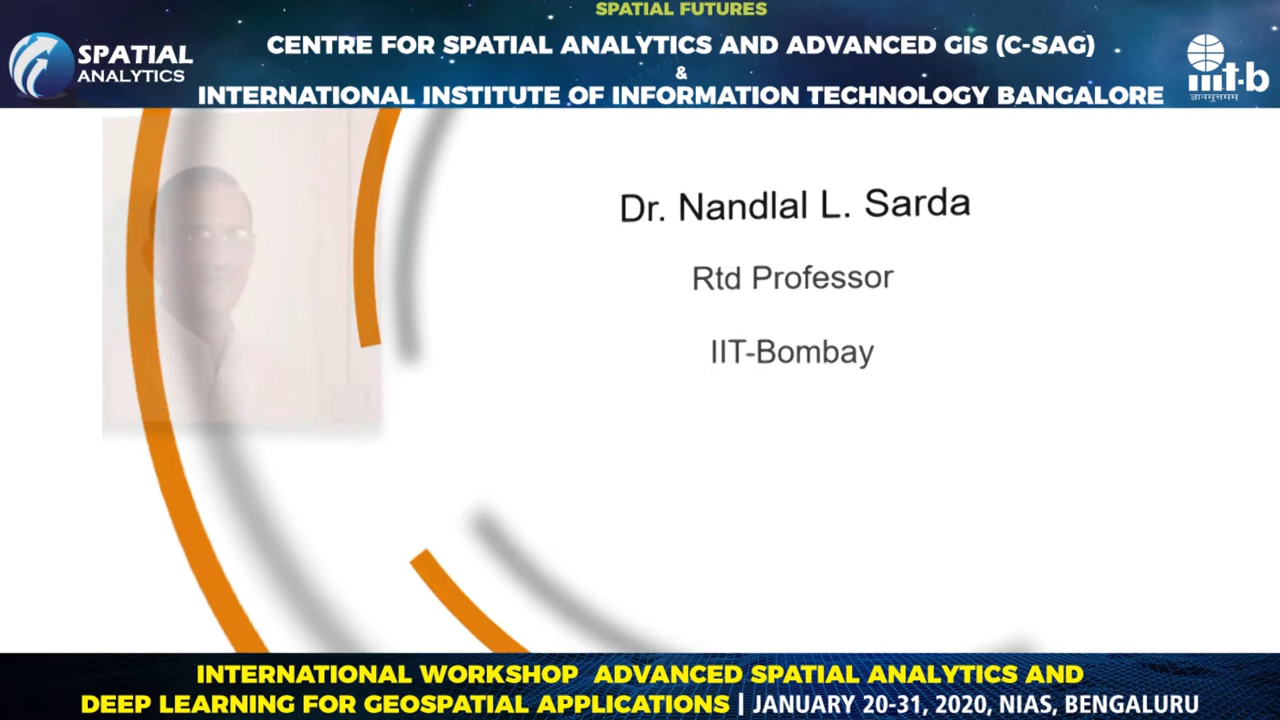 SPATIAL FUTURES
SPATIAL
ANALYTICS
CENTRE FOR SPATIAL ANALYTICS AND ADVANCED GIS (C-SAG)
&
INTERNATIONAL INSTITUTE OF INFORMATION TECHNOLOGY BANGALORE
iiit-b
ज्ञानमुत्तमम्
Dr. Nandlal L. Sarda
Rtd Professor
IIT-Bombay
INTERNATIONAL WORKSHOP ADVANCED SPATIAL ANALYTICS AND
DEEP LEARNING FOR GEOSPATIAL APPLICATIONS | JANUARY 20-31, 2020, NIAS, BENGALURU